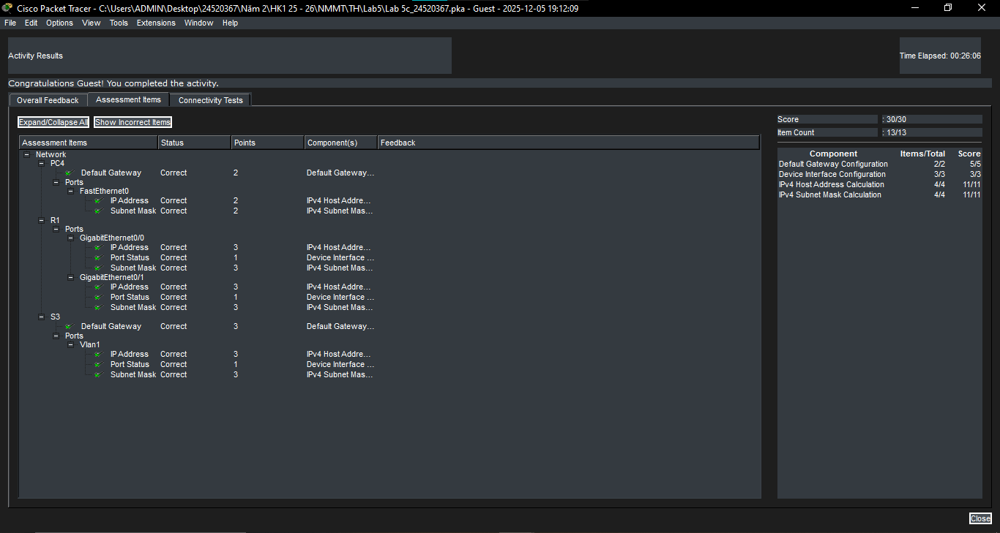 Cisco Packet Tracer - C:\Users\ADMIN\Desktop\24520367\Năm 2\HK1 25 - 26\NMMT\TH\Lab5\Lab 5c_24520367.pka - Guest - 2025-12-05 19:12:09
File Edit Options View Tools Extensions Window Help
Activity Results
Time Elapsed: 00:26:06
Congratulations Guest! You completed the activity.
Overall Feedback Assessment Items Connectivity Tests
Expand/Collapse All Show Incorrect Items
Assessment Items Status Points Component(s) Feedback
Network
PC4
Default Gateway Correct 2 Default Gateway...
Ports
FastEthernet0
IP Address Correct 2 IPv4 Host Addre...
Subnet Mask Correct 2 IPv4 Subnet Mas...
R1
Ports
GigabitEthernet0/0
IP Address Correct 3 IPv4 Host Addre...
Port Status Correct 1 Device Interface ...
Subnet Mask Correct 3 IPv4 Subnet Mas...
GigabitEthernet0/1
IP Address Correct 3 IPv4 Host Addre...
Port Status Correct 1 Device Interface ...
Subnet Mask Correct 3 IPv4 Subnet Mas...
S3
Default Gateway Correct 3 Default Gateway...
Ports
Vlan1
IP Address Correct 3 IPv4 Host Addre...
Port Status Correct 1 Device Interface ...
Subnet Mask Correct 3 IPv4 Subnet Mas...
Score : 30/30
Item Count : 13/13
Component Items/Total Score
Default Gateway Configuration 2/2 5/5
Device Interface Configuration 3/3 3/3
IPv4 Host Address Calculation 4/4 11/11
IPv4 Subnet Mask Calculation 4/4 11/11
Close